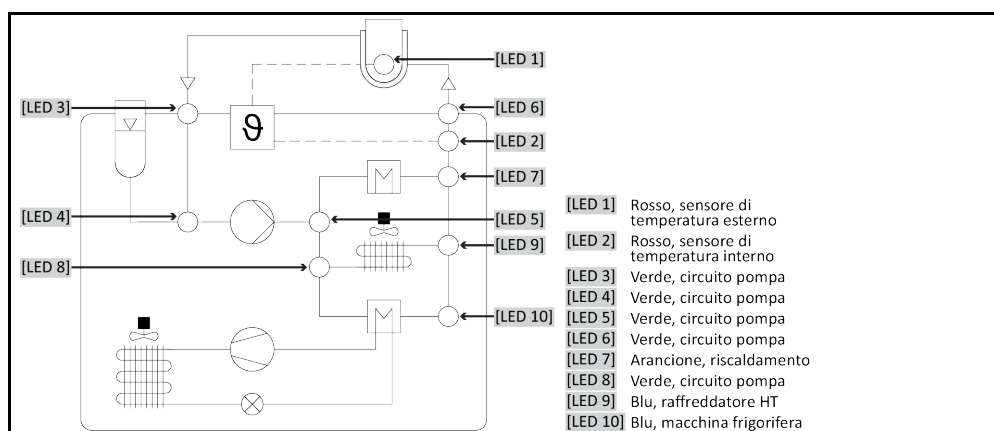 [LED 1]
[LED 3]
[LED 6]
ϑ
[LED 2]
[LED 7]
[LED 4]
[LED 5]
[LED 9]
[LED 8]
[LED 10]
[LED 1] Rosso, sensore di
temperatura esterno
[LED 2] Rosso, sensore di
temperatura interno
[LED 3] Verde, circuito pompa
[LED 4] Verde, circuito pompa
[LED 5] Verde, circuito pompa
[LED 6] Verde, circuito pompa
[LED 7] Arancione, riscaldamento
[LED 8] Verde, circuito pompa
[LED 9] Blu, raffreddatore HT
[LED 10] Blu, macchina frigorifera